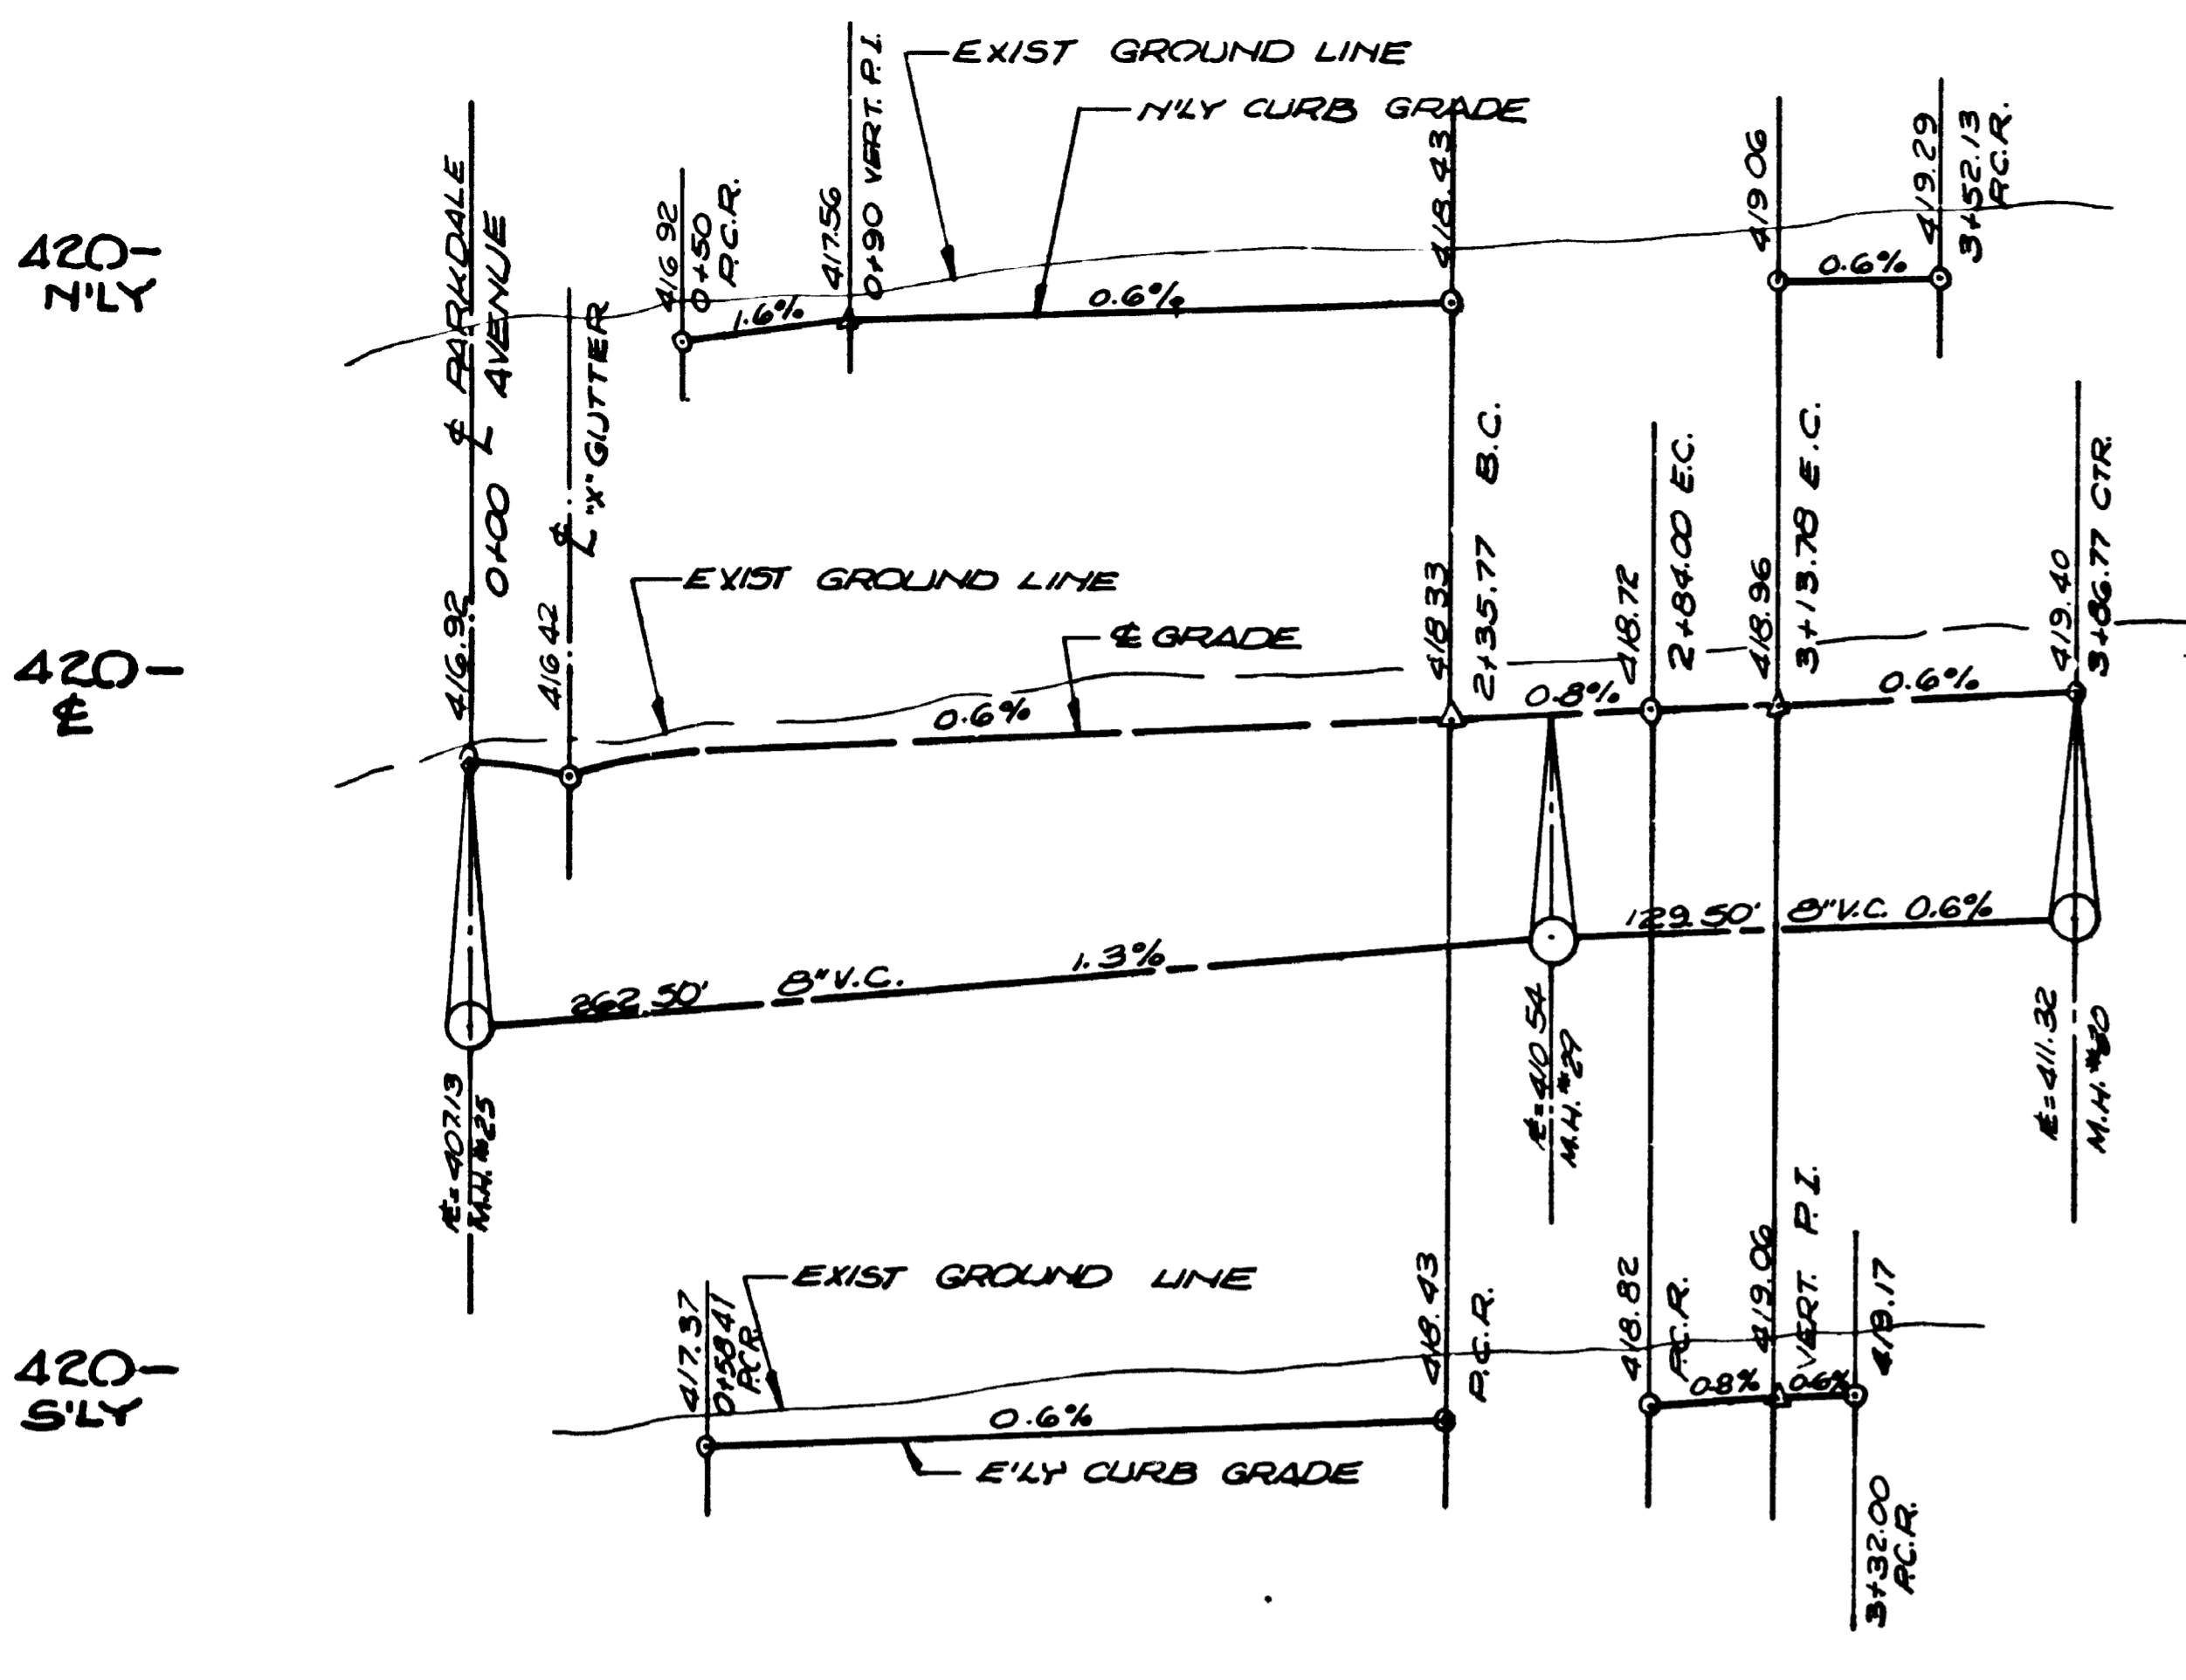 EXIST GROUND LINE
N'LY CURB GRADE
420-
N'LY
℄ PARKDALE
AVENUE
0+00
416.92
0+50
P.C.R.
417.56
0+90 VERT. P.I.
1.6%
0.6%
418.43
419.06
0.6%
419.29
3+52.13
P.C.R.
℄
"X" GUTTER
420-
℄
416.92
416.42
EXIST GROUND LINE
℄ GRADE
0.6%
418.33
2+35.77 B.C.
0.8%
418.72
2+84.00 E.C.
418.96
3+13.78 E.C.
0.6%
419.40
3+86.77 CTR.
262.50' 8"V.C. 1.3%
129.50' 8"V.C. 0.6%
=407.13
M.H.#25
=410.54
M.H.#29
=411.32
M.H.#30
420-
S'LY
417.37
0+58.41
P.C.R.
EXIST GROUND LINE
0.6%
E'LY CURB GRADE
418.43
P.C.R.
418.82
P.C.R.
0.8%
419.06
VERT. P.I.
0.6%
419.17
3+32.00
P.C.R.